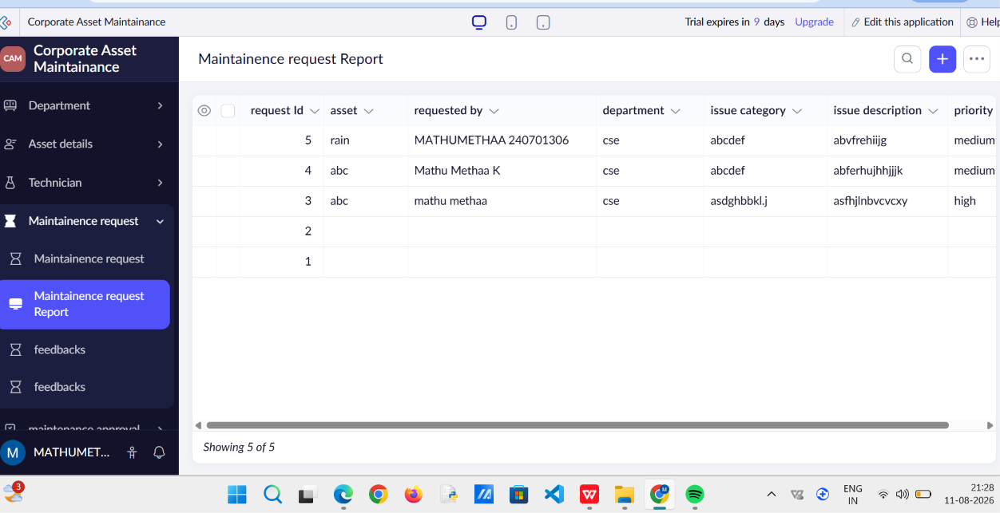 Corporate Asset Maintainance
Trial expires in 9 days Upgrade Edit this application Help
CAM Corporate Asset
Maintainance
Maintainence request Report
Department
Asset details
Technician
Maintainence request
Maintainence request
Maintainence request
Report
feedbacks
feedbacks
maintenance approval
M MATHUMET...
request Id asset requested by department issue category issue description priority
5 rain MATHUMETHAA 240701306 cse abcdef abvfrehiijg medium
4 abc Mathu Methaa K cse abcdef abferhujhhjjjk medium
3 abc mathu methaa cse asdghbbkl.j asfhjlnbvcvcxy high
2
1
Showing 5 of 5
3
M
ENG
IN
21:28
11-08-2026